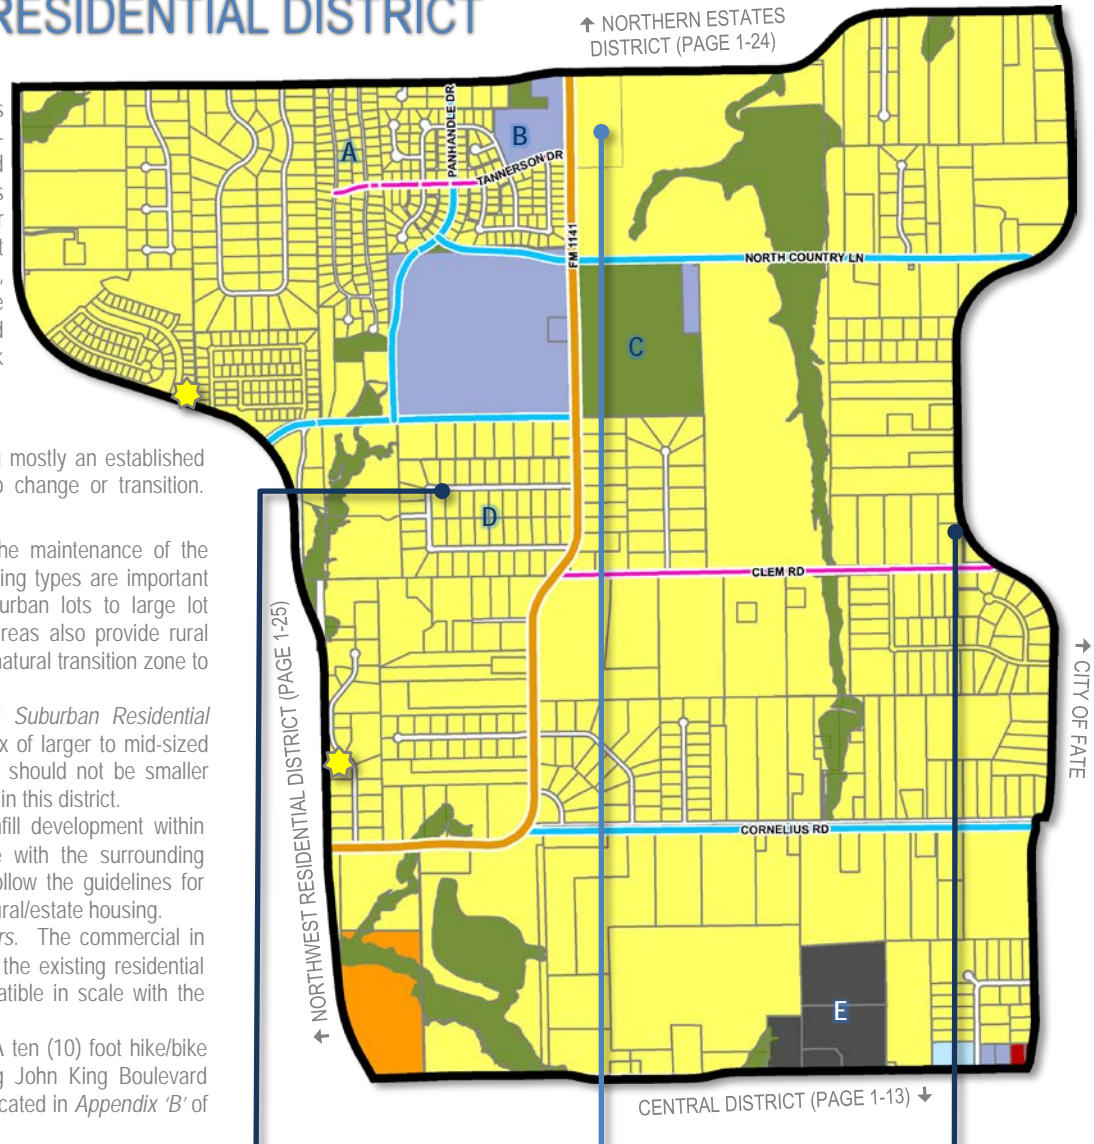 RESIDENTIAL DISTRICT
↑ NORTHERN ESTATES
DISTRICT (PAGE 1-24)
s
d
s
r
t
,
e
d
k
g mostly an established
o change or transition.
he maintenance of the
ing types are important
urban lots to large lot
reas also provide rural
natural transition zone to
Suburban Residential
x of larger to mid-sized
should not be smaller
in this district.
nfill development within
e with the surrounding
ollow the guidelines for
ural/estate housing.
rs. The commercial in
the existing residential
atible in scale with the
A ten (10) foot hike/bike
g John King Boulevard
cated in Appendix 'B' of
PANHANDLE DR
A
B
TANNERSON DR
FM 1141
NORTH COUNTRY LN
C
D
CLEM RD
CORNELIUS RD
E
← NORTHWEST RESIDENTIAL DISTRICT (PAGE 1-25)
→ CITY OF FATE
CENTRAL DISTRICT (PAGE 1-13) ↓